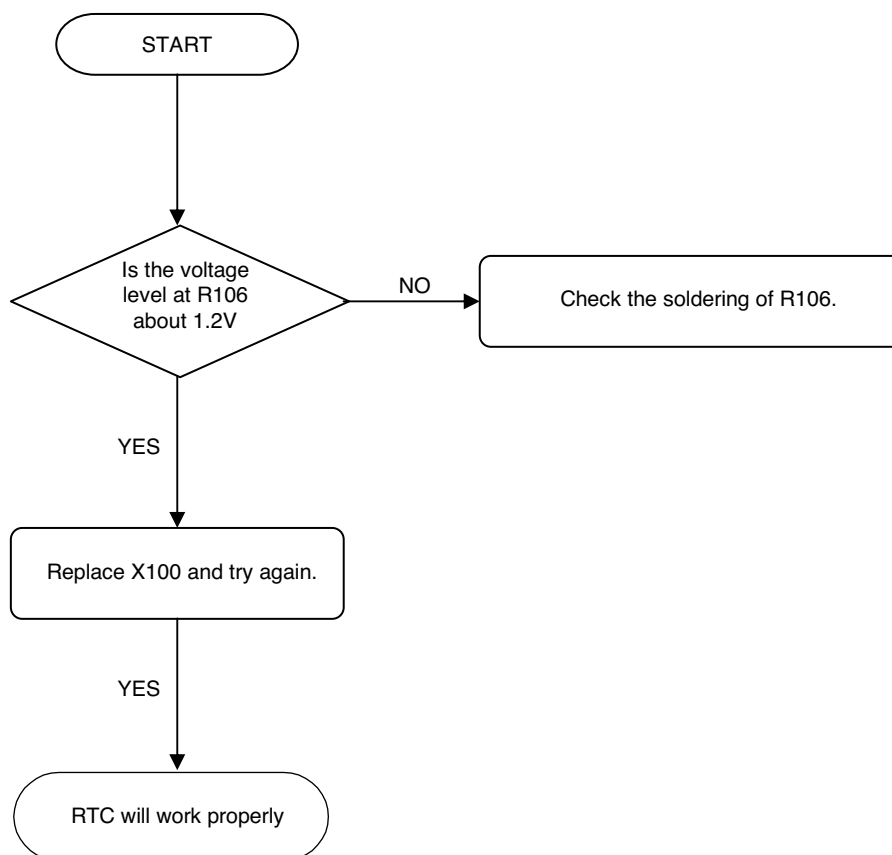 START
Is the voltage
level at R106
about 1.2V
NO
Check the soldering of R106.
YES
Replace X100 and try again.
YES
RTC will work properly